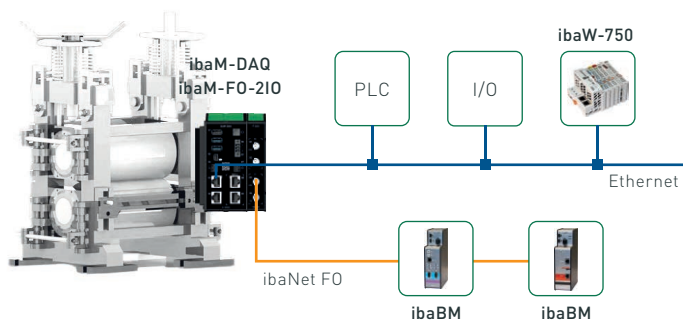 ibaW-750
ibaM-DAQ
ibaM-FO-2IO
PLC
I/O
Ethernet
ibaNet FO
ibaBM
ibaBM